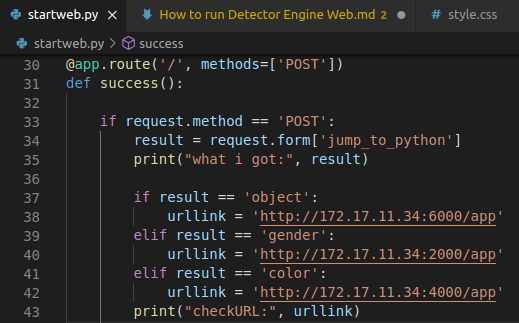 startweb.py × How to run Detector Engine Web.md 2 ● # style.css
startweb.py > success
30 @app.route('/', methods=['POST'])
31 def success():
32
33 if request.method == 'POST':
34 result = request.form['jump_to_python']
35 print("what i got:", result)
36
37 if result == 'object':
38 urllink = 'http://172.17.11.34:6000/app'
39 elif result == 'gender':
40 urllink = 'http://172.17.11.34:2000/app'
41 elif result == 'color':
42 urllink = 'http://172.17.11.34:4000/app'
43 print("checkURL:", urllink)